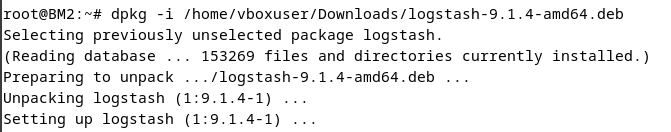 root@BM2:~# dpkg -i /home/vboxuser/Downloads/logstash-9.1.4-amd64.deb
Selecting previously unselected package logstash.
(Reading database ... 153269 files and directories currently installed.)
Preparing to unpack .../logstash-9.1.4-amd64.deb ...
Unpacking logstash (1:9.1.4-1) ...
Setting up logstash (1:9.1.4-1) ...